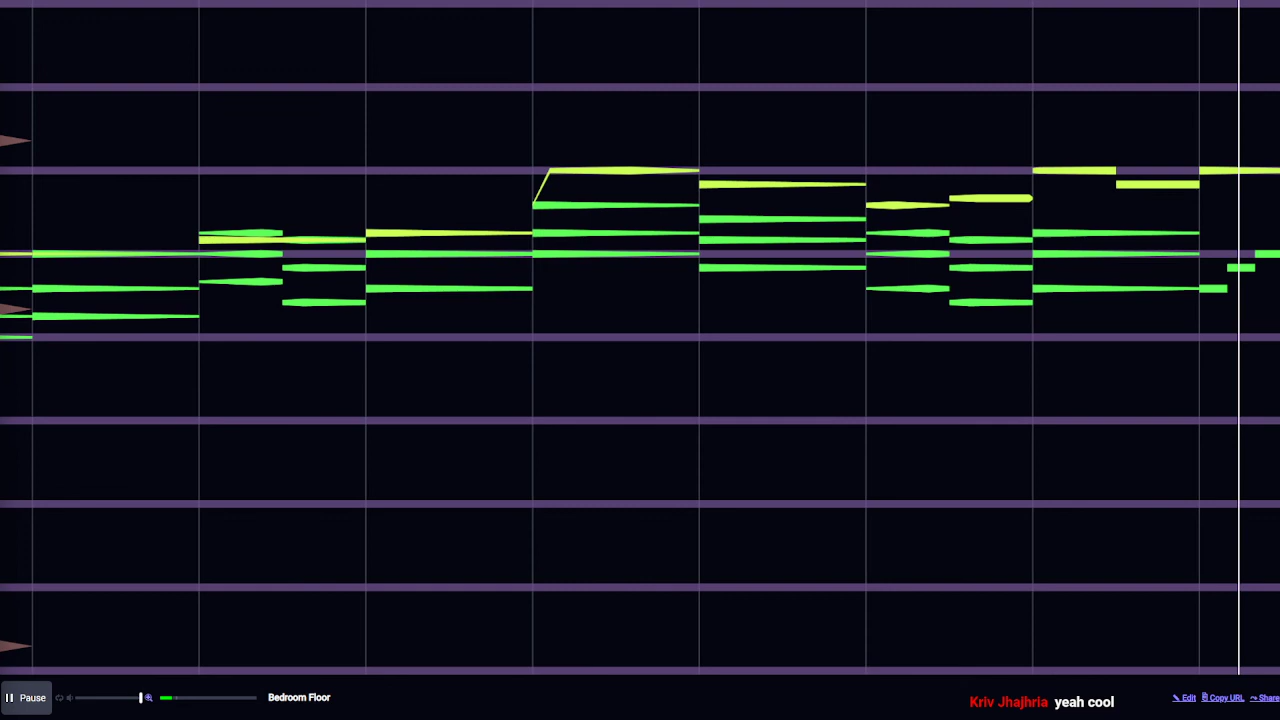 Pause
Bedroom Floor
Kriv Jhajhria yeah cool
Edit
Copy URL
Share